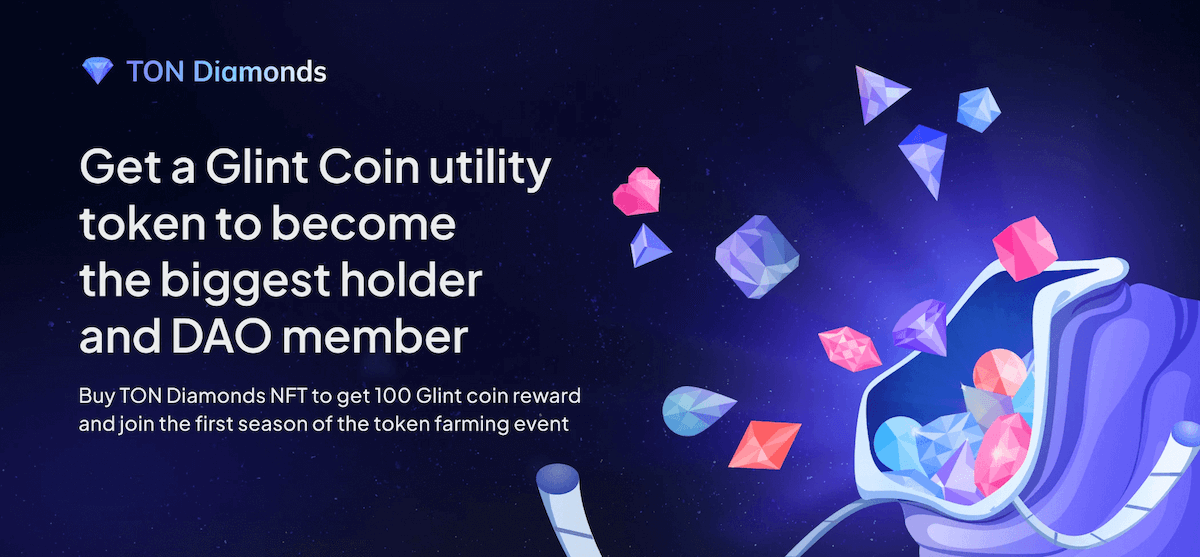 TON Diamonds
Get a Glint Coin utility
token to become
the biggest holder
and DAO member
Buy TON Diamonds NFT to get 100 Glint coin reward
and join the first season of the token farming event